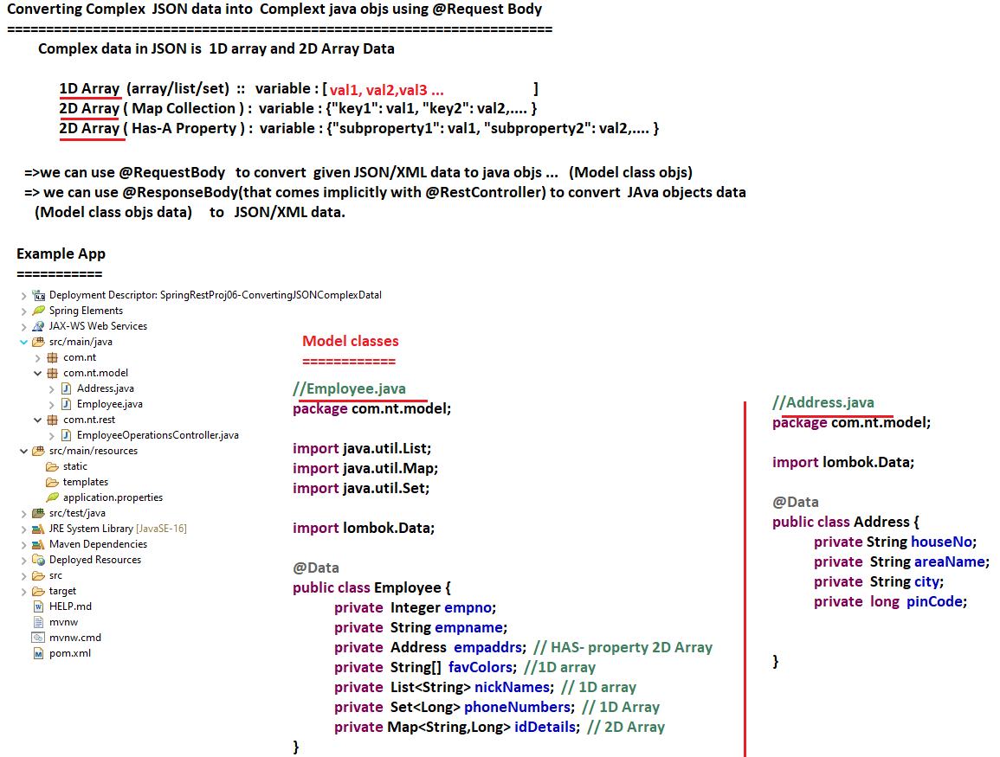 Converting Complex  JSON data into  Complext java objs using @Request Body
======================================================================
Complex data in JSON is  1D array and 2D Array Data
1D Array  (array/list/set)  ::   variable : [ val1, val2,val3 ...                    ]
2D Array ( Map Collection ) :  variable : {"key1": val1, "key2": val2,.... }
2D Array ( Has-A Property ) :  variable : {"subproperty1": val1, "subproperty2": val2,.... }
=>we can use @RequestBody   to convert  given JSON/XML data to java objs ...   (Model class objs)
=> we can use @ResponseBody(that comes implicitly with @RestController) to convert  JAva objects data
(Model class objs data)     to   JSON/XML data.
Example App
===========
Deployment Descriptor: SpringRestProj06-ConvertingJSONComplexDataI
Spring Elements
JAX-WS Web Services
src/main/java
com.nt
com.nt.model
Address.java
Employee.java
com.nt.rest
EmployeeOperationsController.java
src/main/resources
static
templates
application.properties
src/test/java
JRE System Library [JavaSE-16]
Maven Dependencies
Deployed Resources
src
target
HELP.md
mvnw
mvnw.cmd
pom.xml
Model classes
============
//Employee.java
package com.nt.model;
import java.util.List;
import java.util.Map;
import java.util.Set;
import lombok.Data;
@Data
public class Employee {
private  Integer empno;
private  String empname;
private  Address  empaddrs;  // HAS- property 2D Array
private  String[]  favColors;  //1D array
private  List<String> nickNames;  // 1D array
private  Set<Long> phoneNumbers;  // 1D Array
private Map<String,Long> idDetails;  // 2D Array
}
//Address.java
package com.nt.model;
import lombok.Data;
@Data
public class Address {
private String houseNo;
private  String areaName;
private  String city;
private  long  pinCode;
}